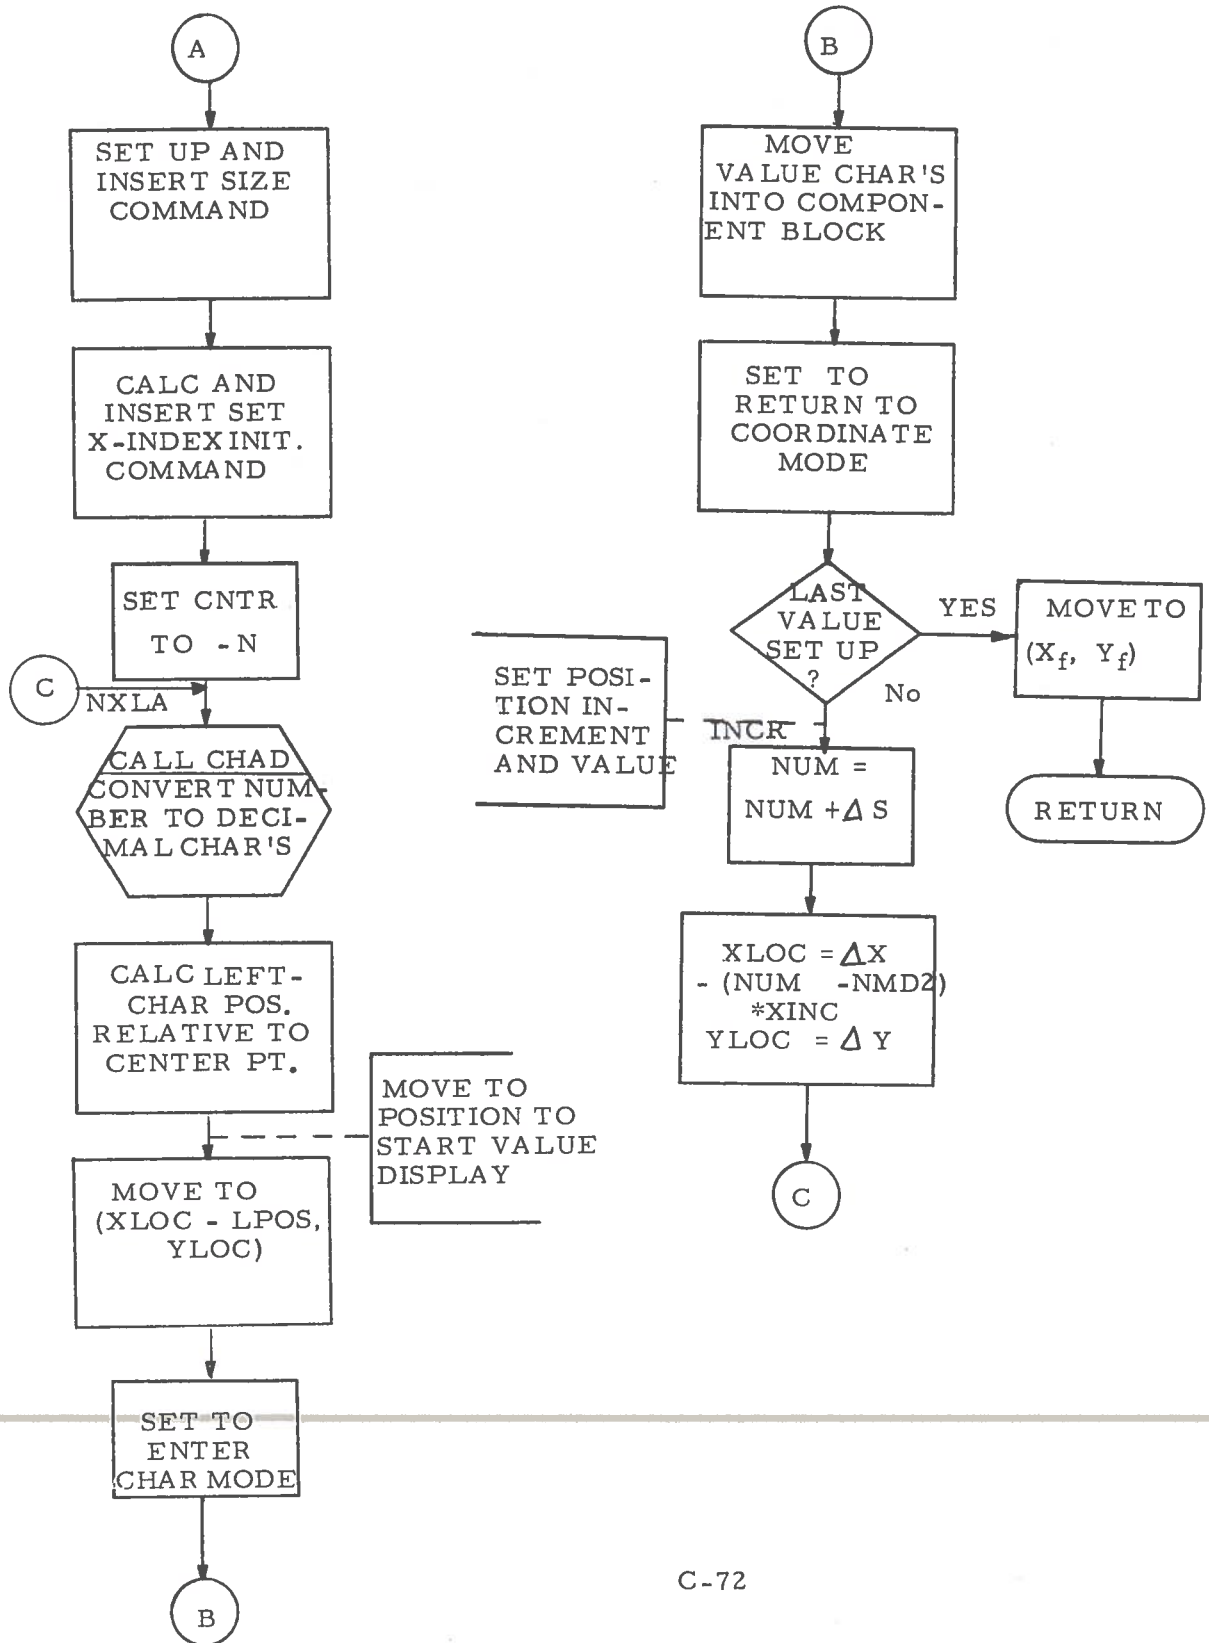 A
SET UP AND
INSERT SIZE
COMMAND
CALC AND
INSERT SET
X-INDEX INIT.
COMMAND
SET CNTR
TO -N
C
NXLA
CALL CHAD
CONVERT NUM-
BER TO DECI-
MAL CHAR'S
CALC LEFT-
CHAR POS.
RELATIVE TO
CENTER PT.
MOVE TO
POSITION TO
START VALUE
DISPLAY
MOVE TO
(XLOC - LPOS,
YLOC)
SET TO
ENTER
CHAR MODE
B
B
MOVE
VALUE CHAR'S
INTO COMPON-
ENT BLOCK
SET TO
RETURN TO
COORDINATE
MODE
LAST
VALUE
SET UP
?
YES
MOVE TO
(Xf, Yf)
RETURN
No
SET POSI-
TION IN-
CREMENT
AND VALUE
INCR
NUM =
NUM + Δ S
XLOC = Δ X
- (NUM -NMD2)
*XINC
YLOC = Δ Y
C
C-72